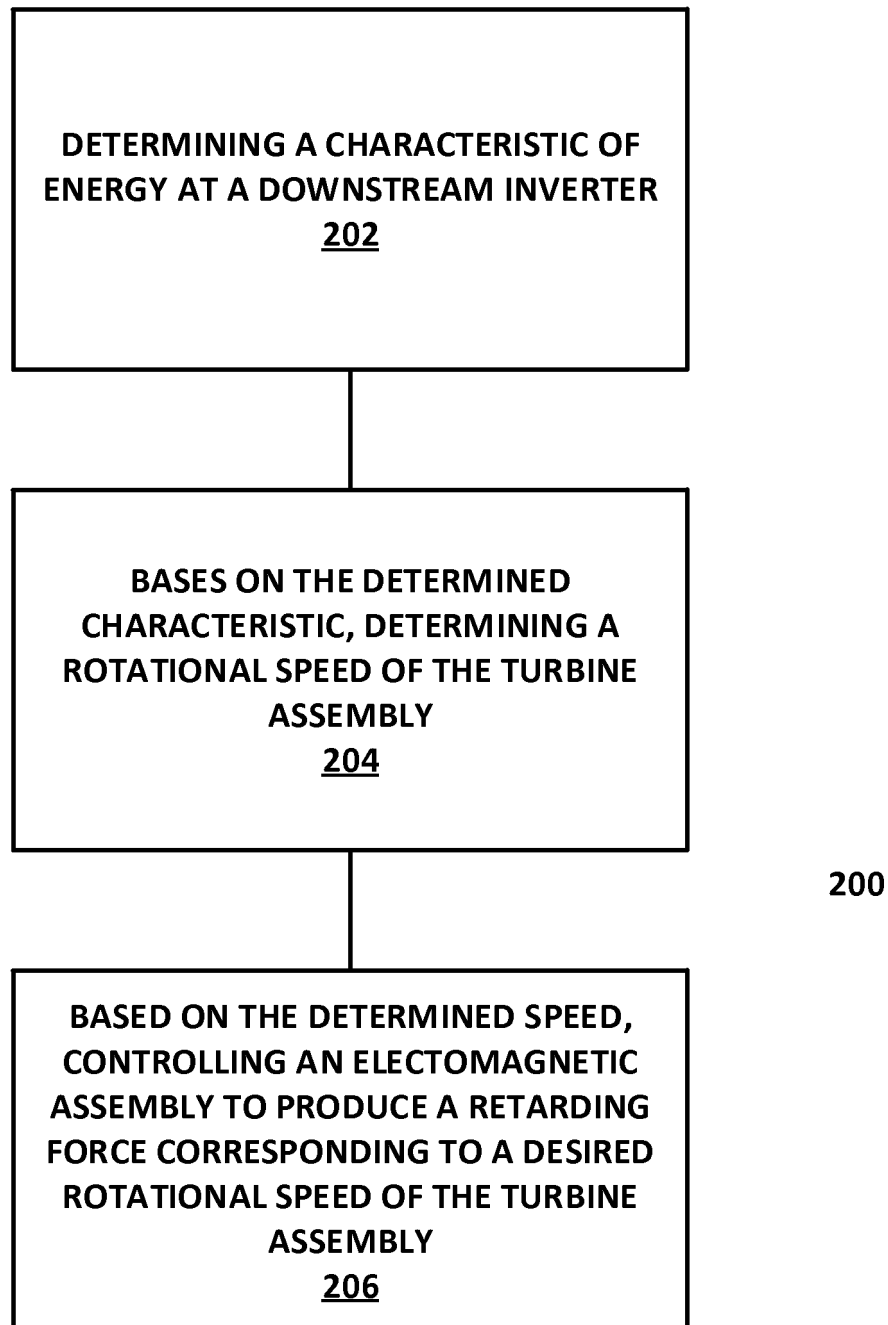 DETERMINING A CHARACTERISTIC OF
ENERGY AT A DOWNSTREAM INVERTER
202
BASES ON THE DETERMINED
CHARACTERISTIC, DETERMINING A
ROTATIONAL SPEED OF THE TURBINE
ASSEMBLY
204
200
BASED ON THE DETERMINED SPEED,
CONTROLLING AN ELECTOMAGNETIC
ASSEMBLY TO PRODUCE A RETARDING
FORCE CORRESPONDING TO A DESIRED
ROTATIONAL SPEED OF THE TURBINE
ASSEMBLY
206